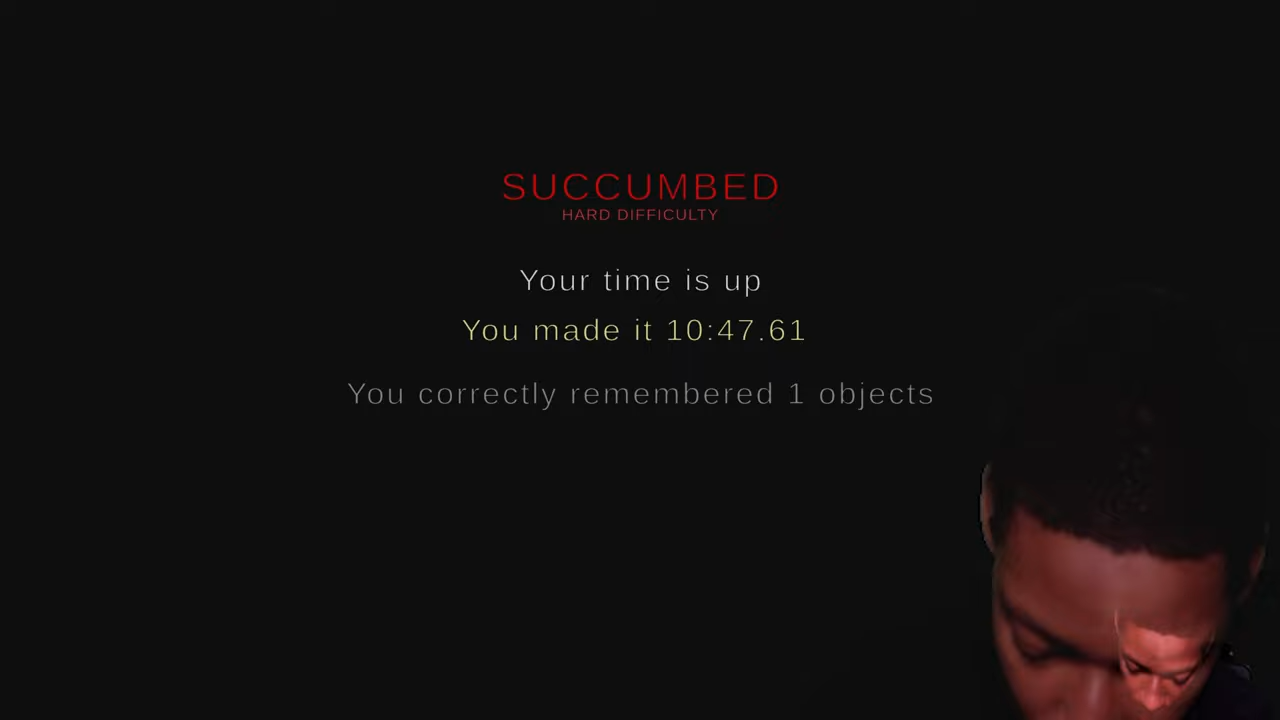 SUCCUMBED
HARD DIFFICULTY
Your time is up
You made it 10:47.61
You correctly remembered 1 objects